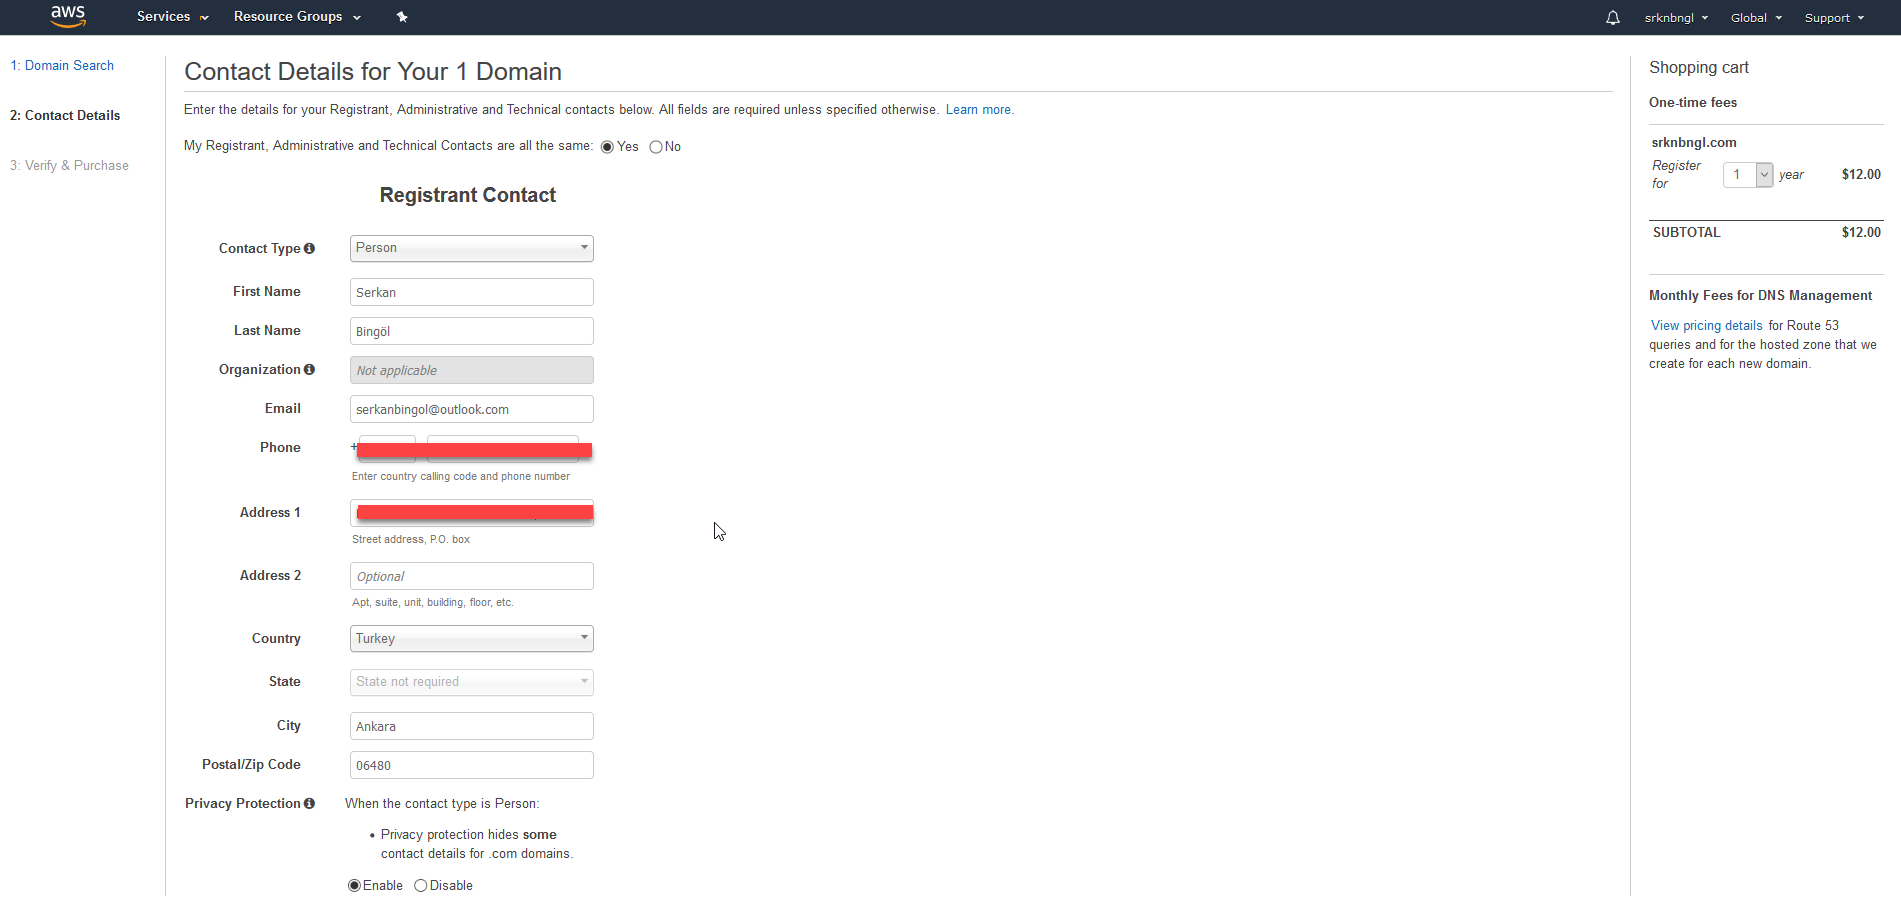 aws Services Resource Groups srknbngl Global Support
1: Domain Search
2: Contact Details
3: Verify & Purchase
Contact Details for Your 1 Domain
Enter the details for your Registrant, Administrative and Technical contacts below. All fields are required unless specified otherwise. Learn more.
My Registrant, Administrative and Technical Contacts are all the same: Yes No
Registrant Contact
Contact Type Person
First Name Serkan
Last Name Bingöl
Organization Not applicable
Email serkanbingol@outlook.com
Phone +
Enter country calling code and phone number
Address 1
Street address, P.O. box
Address 2 Optional
Apt, suite, unit, building, floor, etc.
Country Turkey
State State not required
City Ankara
Postal/Zip Code 06480
Privacy Protection When the contact type is Person:
• Privacy protection hides some
contact details for .com domains.
Enable Disable
Shopping cart
One-time fees
srknbngl.com
Register
for 1 year $12.00
SUBTOTAL $12.00
Monthly Fees for DNS Management
View pricing details for Route 53
queries and for the hosted zone that we
create for each new domain.